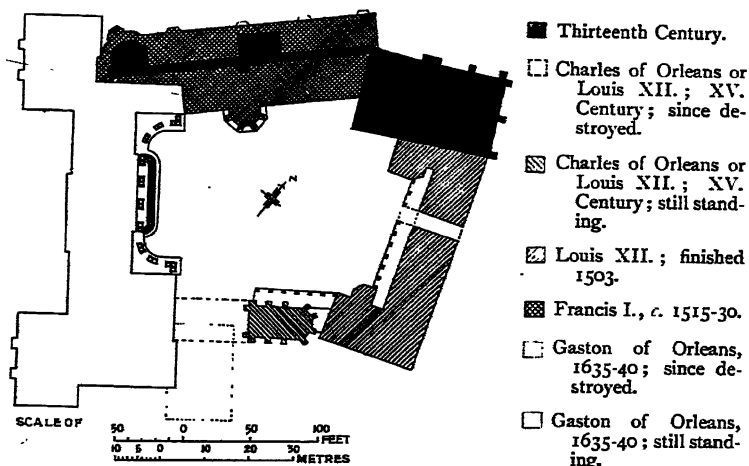 Thirteenth Century.
Charles of Orleans or
Louis XII.; XV.
Century; since de-
stroyed.
Charles of Orleans or
Louis XII.; XV.
Century; still stand-
ing.
Louis XII.; finished
1503.
Francis I., c. 1515-30.
Gaston of Orleans,
1635-40; since de-
stroyed.
Gaston of Orleans,
1635-40; still stand-
ing.
N
SCALE OF
50 0 50 100
FEET
10 5 0 10 20 30
METRES